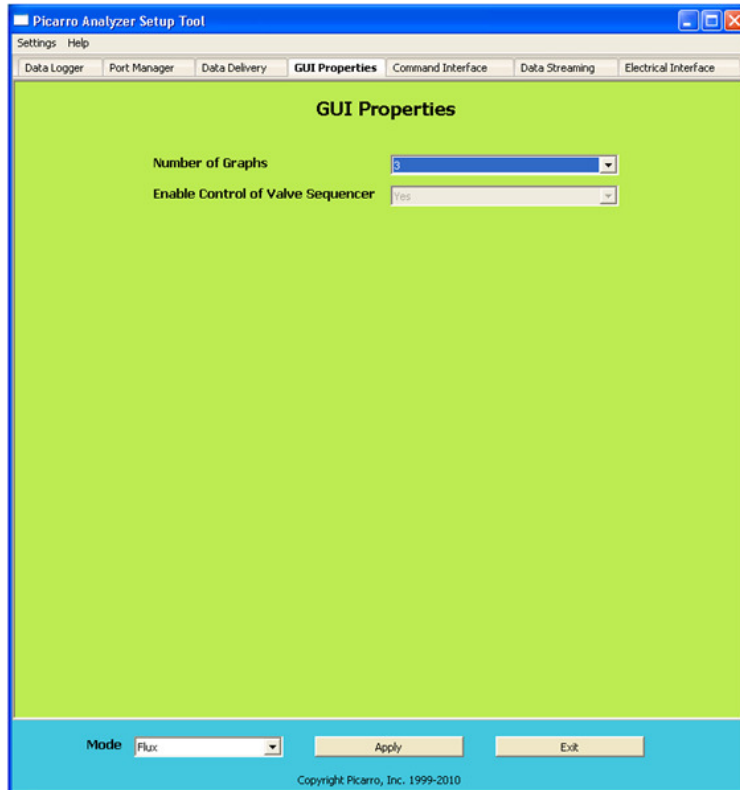 Picarro Analyzer Setup Tool
Settings Help
Data Logger Port Manager Data Delivery GUI Properties Command Interface Data Streaming Electrical Interface
GUI Properties
Number of Graphs 3
Enable Control of Valve Sequencer Yes
Mode Flux Apply Exit
Copyright Picarro, Inc. 1999-2010